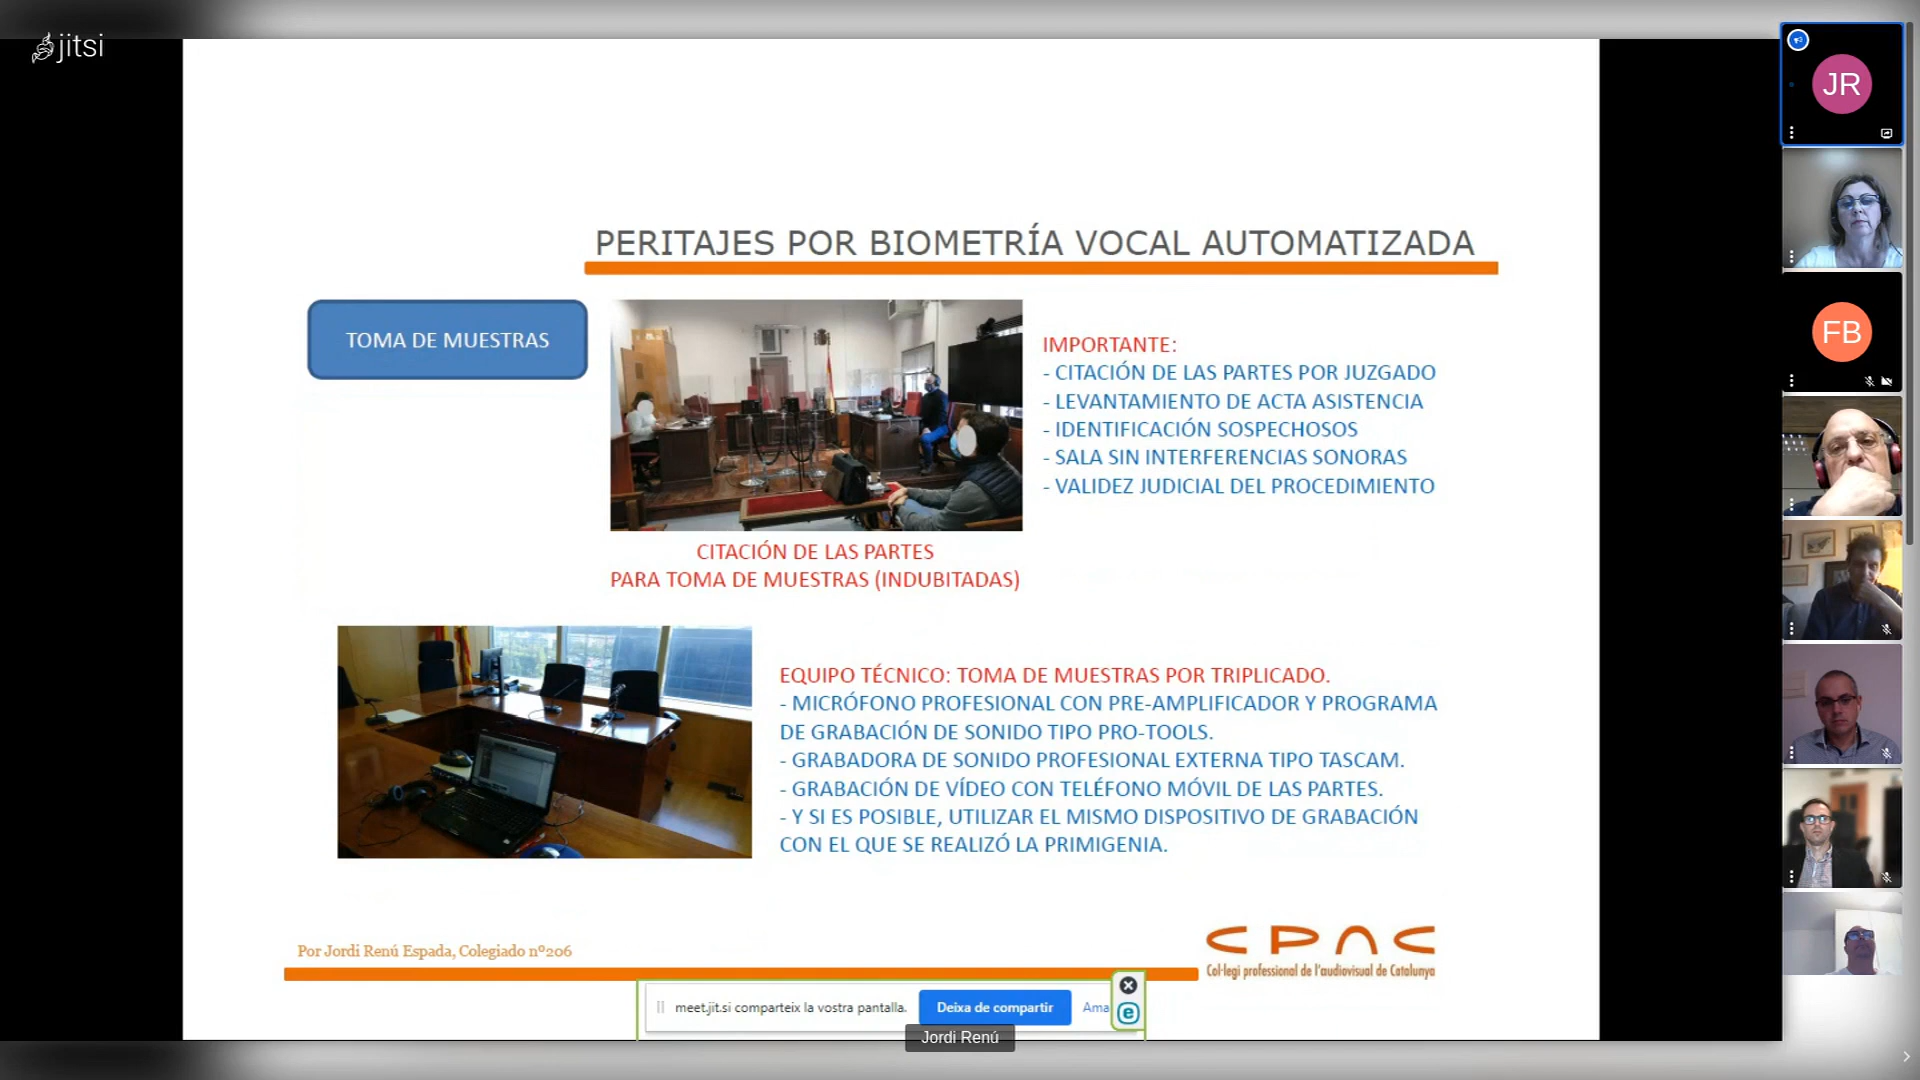 jitsi
PERITAJES POR BIOMETRÍA VOCAL AUTOMATIZADA
TOMA DE MUESTRAS
IMPORTANTE:
- CITACIÓN DE LAS PARTES POR JUZGADO
- LEVANTAMIENTO DE ACTA ASISTENCIA
- IDENTIFICACIÓN SOSPECHOSOS
- SALA SIN INTERFERENCIAS SONORAS
- VALIDEZ JUDICIAL DEL PROCEDIMIENTO
CITACIÓN DE LAS PARTES
PARA TOMA DE MUESTRAS (INDUBITADAS)
EQUIPO TÉCNICO: TOMA DE MUESTRAS POR TRIPLICADO.
- MICRÓFONO PROFESIONAL CON PRE-AMPLIFICADOR Y PROGRAMA
DE GRABACIÓN DE SONIDO TIPO PRO-TOOLS.
- GRABADORA DE SONIDO PROFESIONAL EXTERNA TIPO TASCAM.
- GRABACIÓN DE VÍDEO CON TELÉFONO MÓVIL DE LAS PARTES.
- Y SI ES POSIBLE, UTILIZAR EL MISMO DISPOSITIVO DE GRABACIÓN
CON EL QUE SE REALIZÓ LA PRIMIGENIA.
Por Jordi Renú Espada, Colegiado nº206
CPAC
Col·legi professional de l'audiovisual de Catalunya
meet.jit.si comparteix la vostra pantalla.
Deixa de compartir
Ama
Jordi Renú
JR
FB